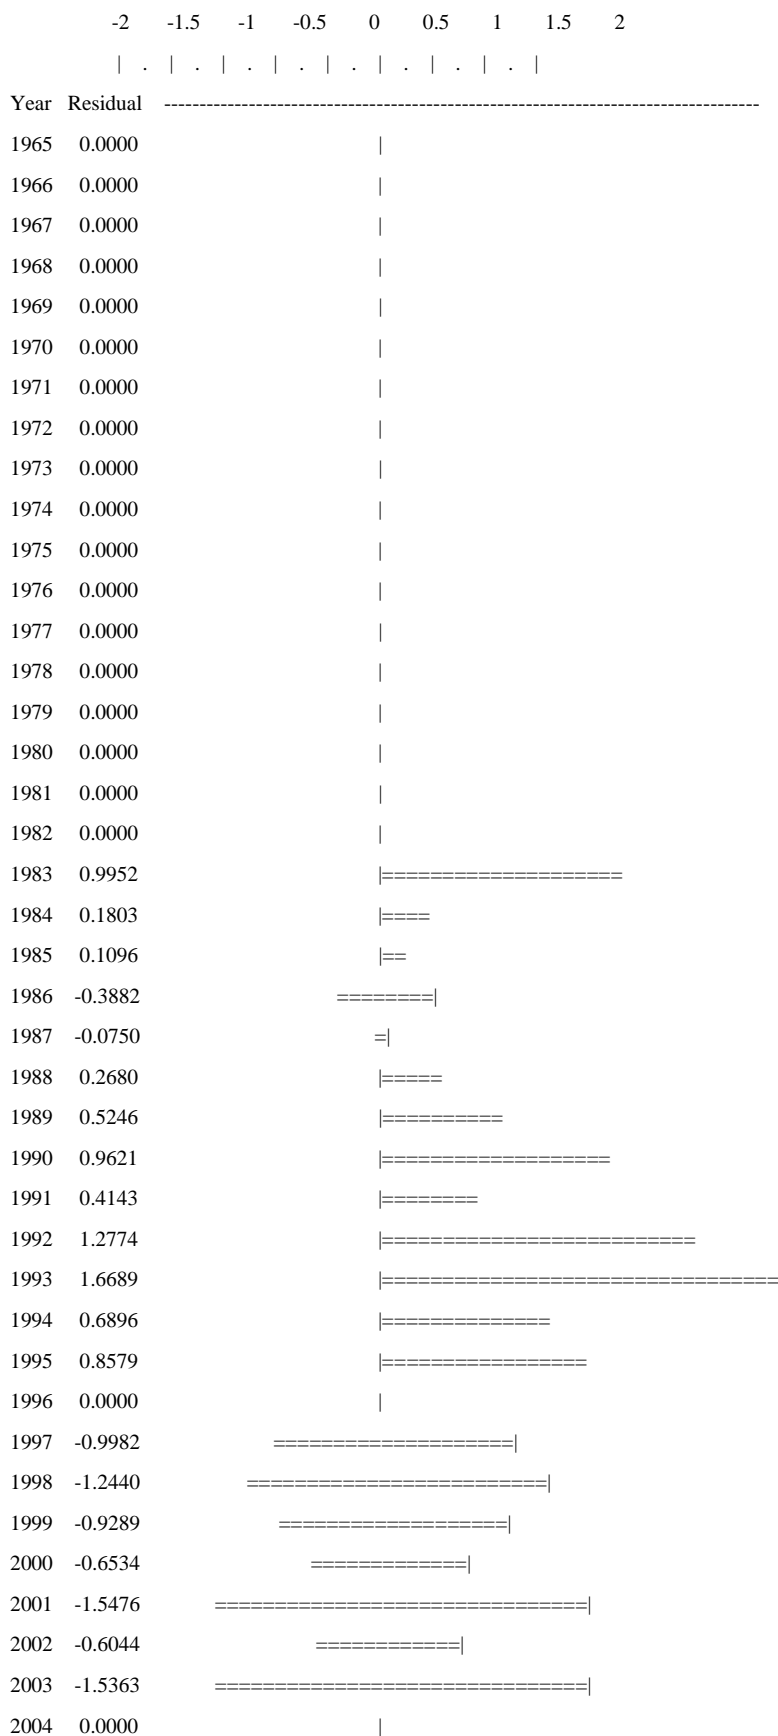 -2 -1.5 -1 -0.5 0 0.5 1 1.5 2
| . | . | . | . | . | . | . | . |
Year Residual ------------------------------------------------------------------------------------
1965 0.0000 |
1966 0.0000 |
1967 0.0000 |
1968 0.0000 |
1969 0.0000 |
1970 0.0000 |
1971 0.0000 |
1972 0.0000 |
1973 0.0000 |
1974 0.0000 |
1975 0.0000 |
1976 0.0000 |
1977 0.0000 |
1978 0.0000 |
1979 0.0000 |
1980 0.0000 |
1981 0.0000 |
1982 0.0000 |
1983 0.9952 |====================
1984 0.1803 |====
1985 0.1096 |==
1986 -0.3882 ========|
1987 -0.0750 =|
1988 0.2680 |=====
1989 0.5246 |==========
1990 0.9621 |===================
1991 0.4143 |========
1992 1.2774 |==========================
1993 1.6689 |=================================
1994 0.6896 |==============
1995 0.8579 |=================
1996 0.0000 |
1997 -0.9982 ====================|
1998 -1.2440 =========================|
1999 -0.9289 ===================|
2000 -0.6534 =============|
2001 -1.5476 ===============================|
2002 -0.6044 ============|
2003 -1.5363 ===============================|
2004 0.0000 |